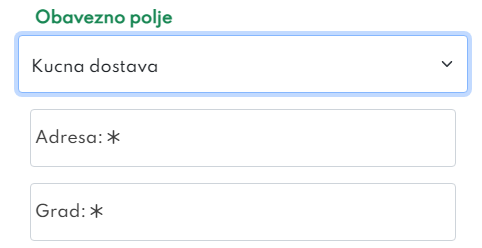 Obavezno polje
Kucna dostava
Adresa: *
Grad: *